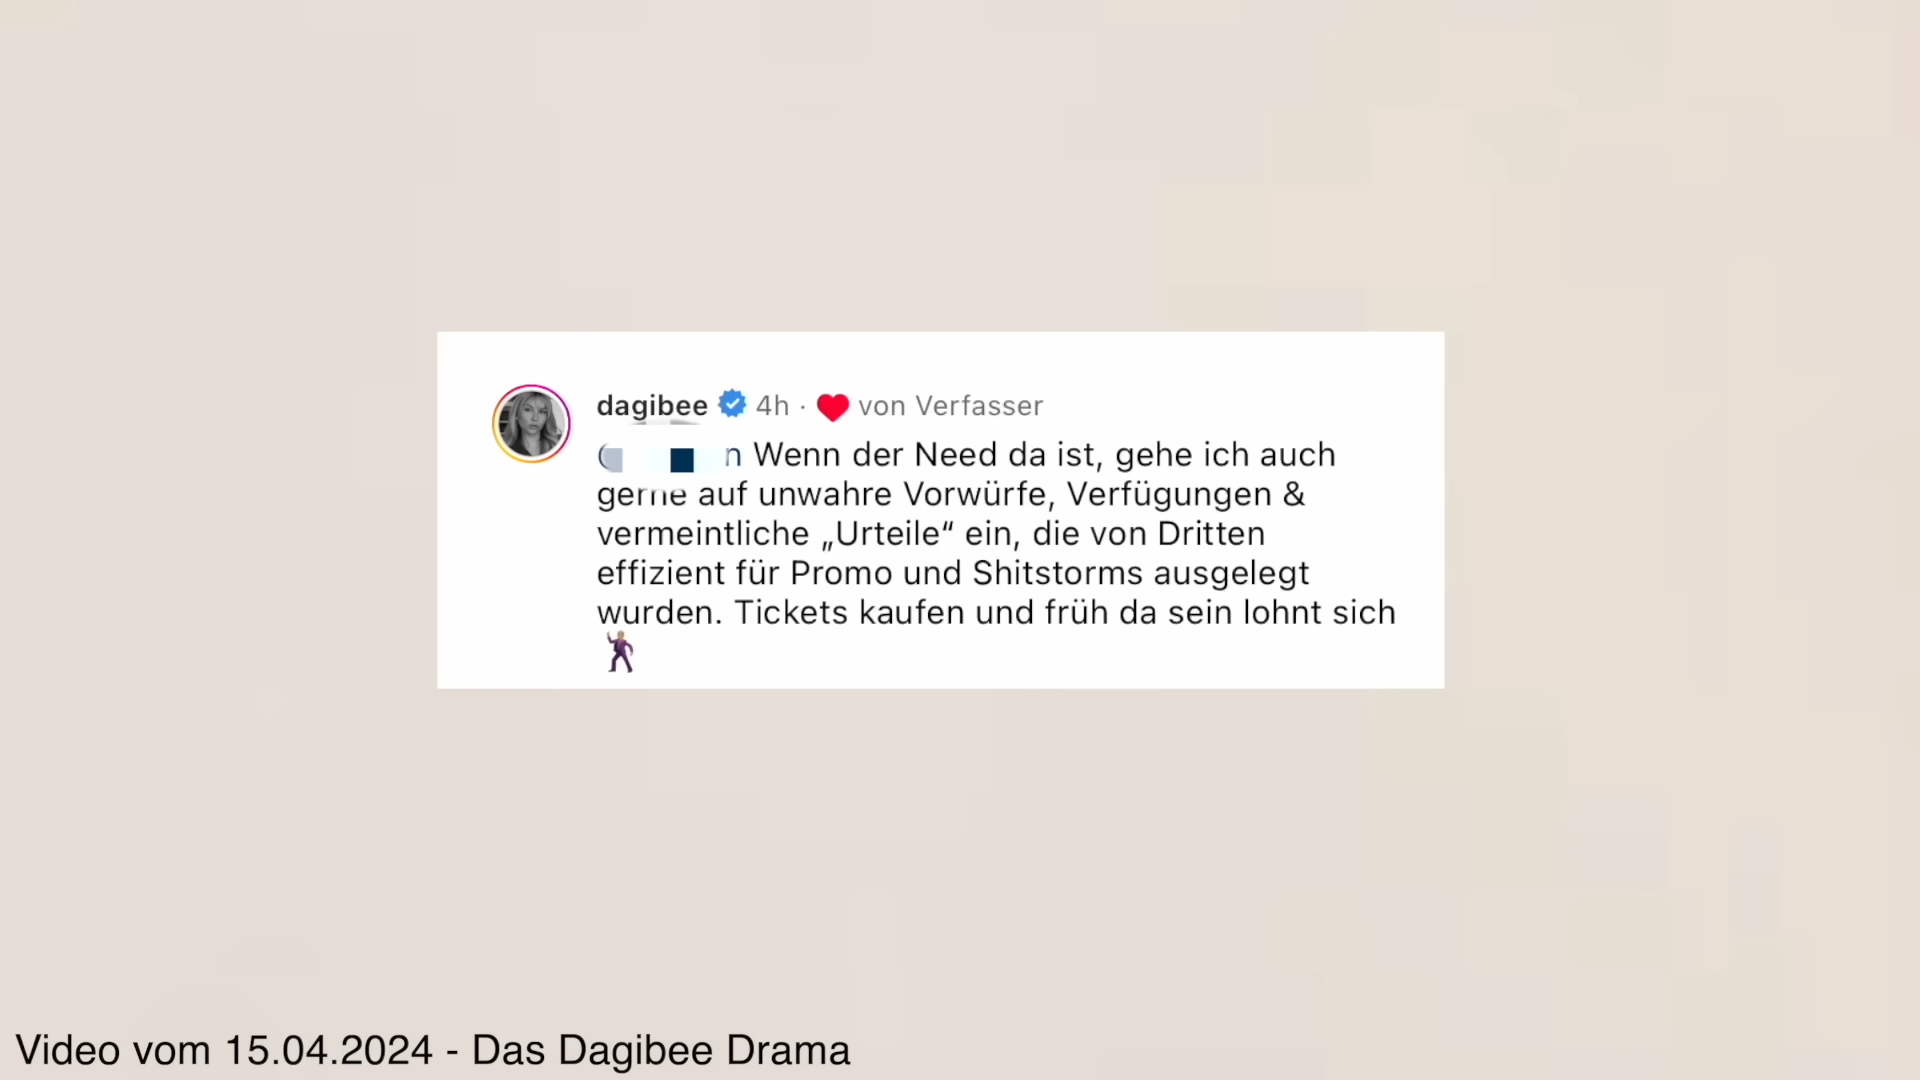 dagibee 4h · von Verfasser
Wenn der Need da ist, gehe ich auch
gerne auf unwahre Vorwürfe, Verfügungen &
vermeintliche „Urteile“ ein, die von Dritten
effizient für Promo und Shitstorms ausgelegt
wurden. Tickets kaufen und früh da sein lohnt sich
Video vom 15.04.2024 - Das Dagibee Drama